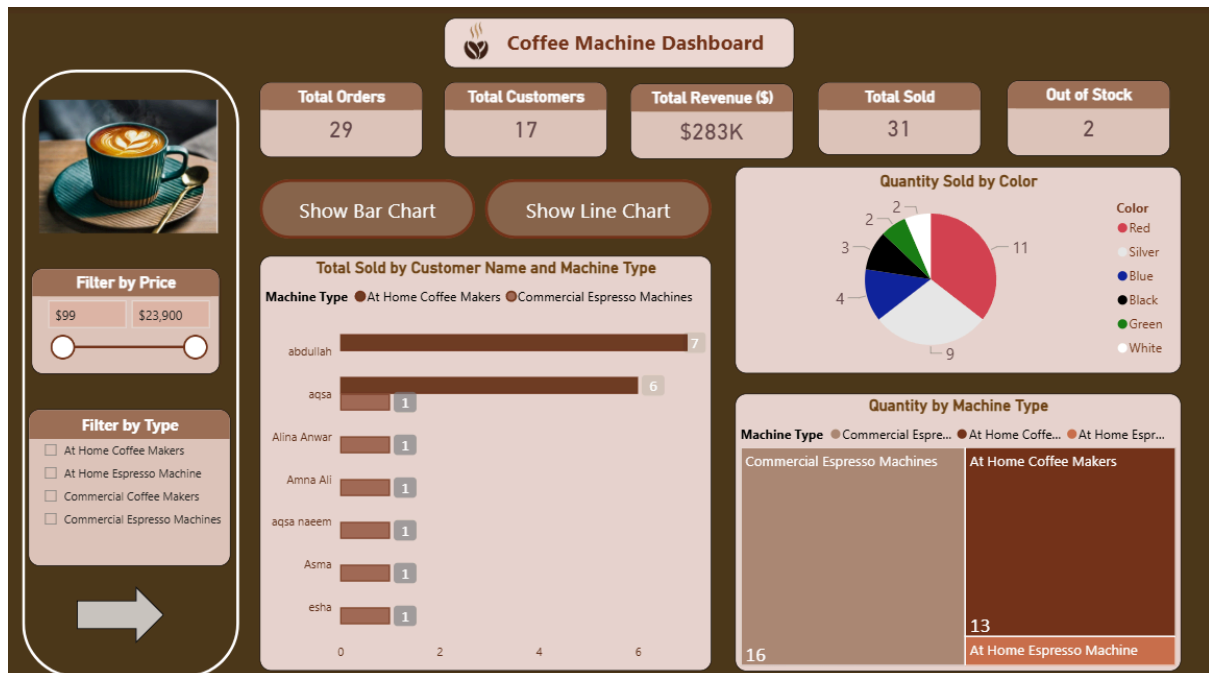 Coffee Machine Dashboard
Total Orders
29
Total Customers
17
Total Revenue ($)
$283K
Total Sold
31
Out of Stock
2
Filter by Price
$99 $23,900
Filter by Type
At Home Coffee Makers
At Home Espresso Machine
Commercial Coffee Makers
Commercial Espresso Machines
Show Bar Chart
Show Line Chart
Total Sold by Customer Name and Machine Type
Machine Type At Home Coffee Makers Commercial Espresso Machines
abdullah 7
aqsa 6
1
Alina Anwar 1
Amna Ali 1
aqsa naeem 1
Asma 1
esha 1
0 2 4 6
Quantity Sold by Color
11
9
4
3
2
2
Color
Red
Silver
Blue
Black
Green
White
Quantity by Machine Type
Machine Type Commercial Espre... At Home Coffe... At Home Espr...
Commercial Espresso Machines
16
At Home Coffee Makers
13
At Home Espresso Machine